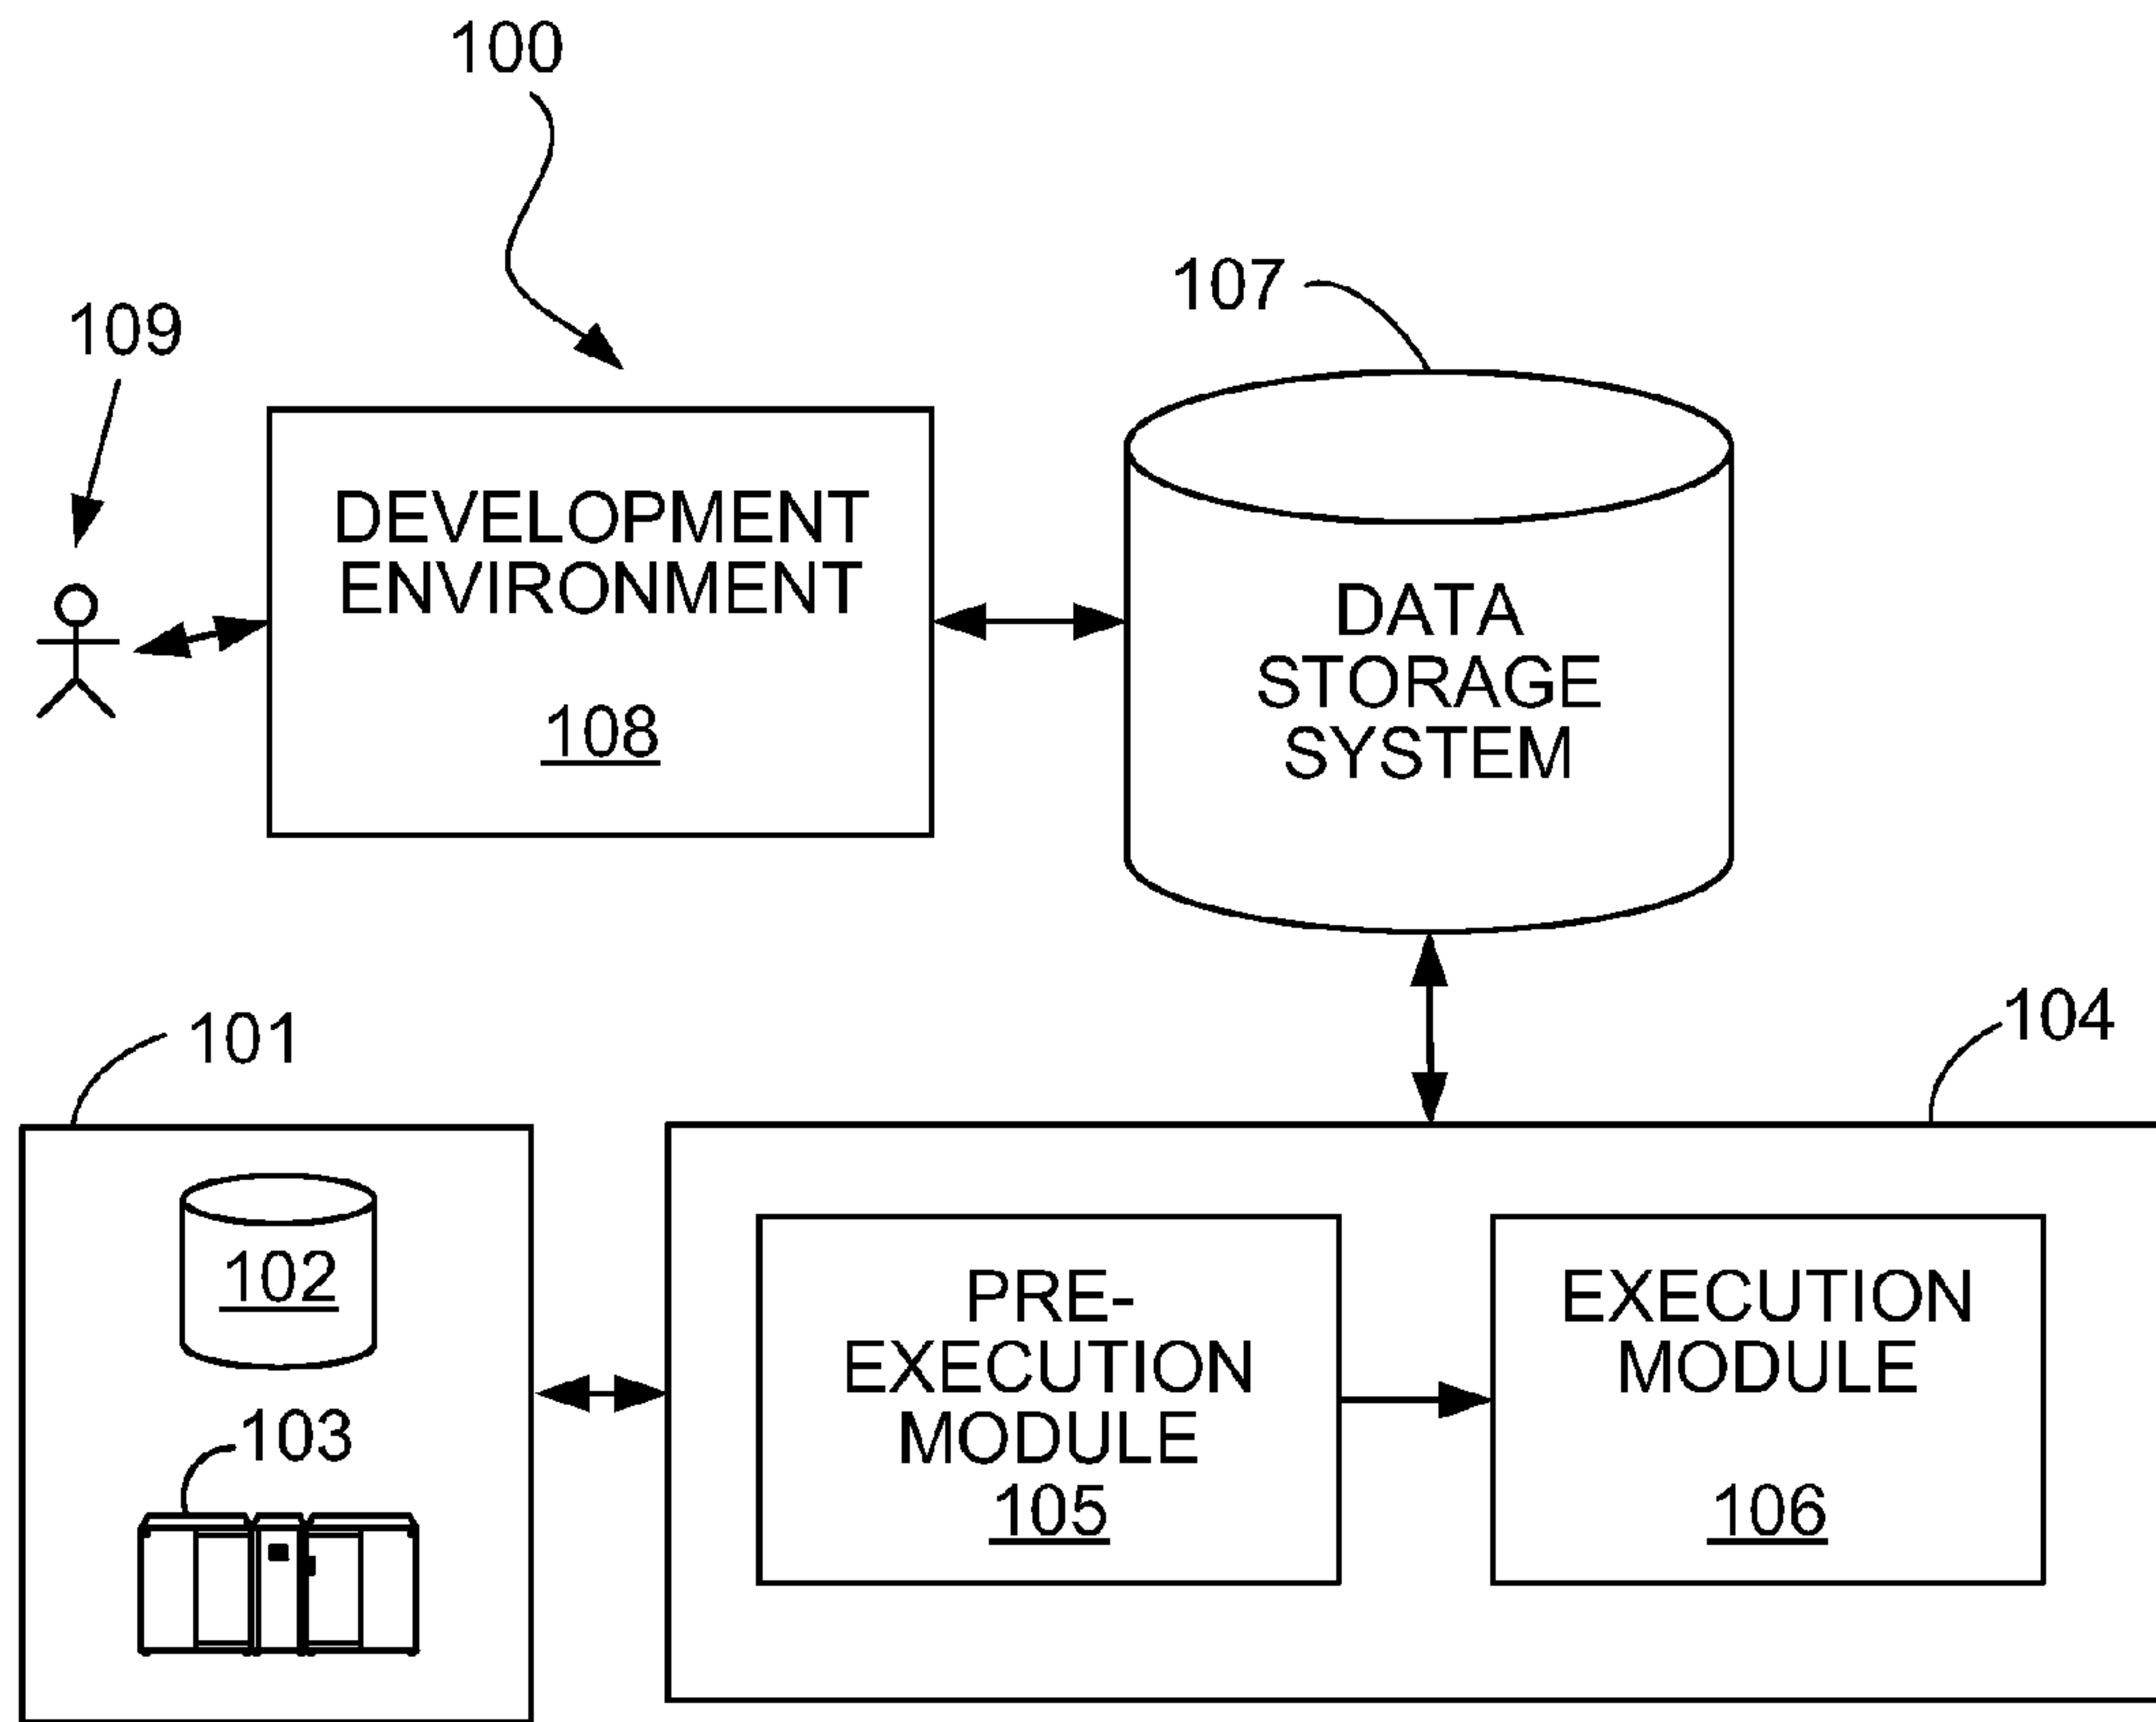 100
107
109
DEVELOPMENT
ENVIRONMENT
108
DATA
STORAGE
SYSTEM
101
104
102
103
PRE-
EXECUTION
MODULE
105
EXECUTION
MODULE
106